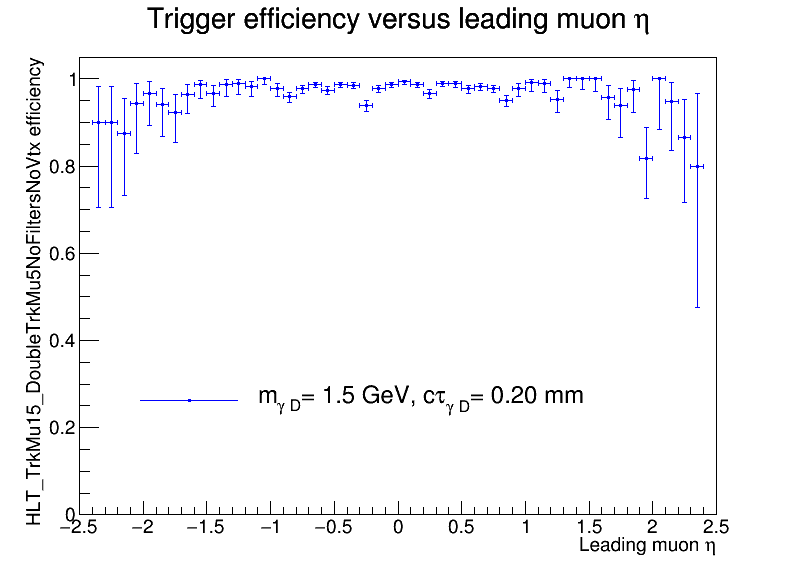 Trigger efficiency versus leading muon η
HLT_TrkMu15_DoubleTrkMu5NoFiltersNoVtx efficiency
1
0.8
0.6
0.4
0.2
0
m_γ D= 1.5 GeV, cτ_γ D= 0.20 mm
−2.5 −2 −1.5 −1 −0.5 0 0.5 1 1.5 2 2.5
Leading muon η